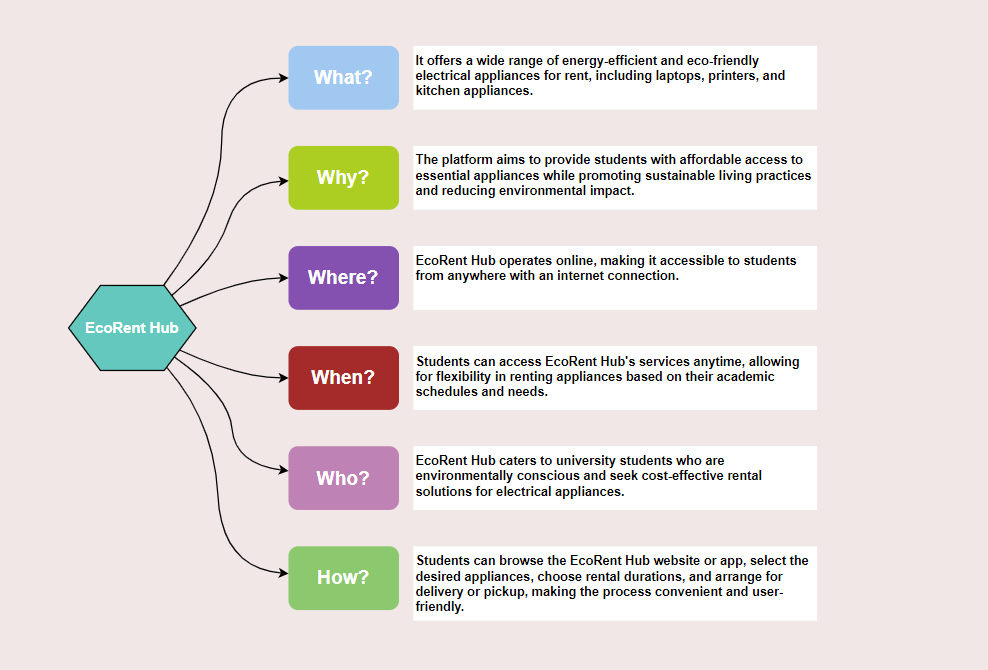 What?
It offers a wide range of energy-efficient and eco-friendly
electrical appliances for rent, including laptops, printers, and
kitchen appliances.
Why?
The platform aims to provide students with affordable access to
essential appliances while promoting sustainable living practices
and reducing environmental impact.
Where?
EcoRent Hub operates online, making it accessible to students
from anywhere with an internet connection.
EcoRent Hub
When?
Students can access EcoRent Hub's services anytime, allowing
for flexibility in renting appliances based on their academic
schedules and needs.
Who?
EcoRent Hub caters to university students who are
environmentally conscious and seek cost-effective rental
solutions for electrical appliances.
How?
Students can browse the EcoRent Hub website or app, select the
desired appliances, choose rental durations, and arrange for
delivery or pickup, making the process convenient and user-
friendly.